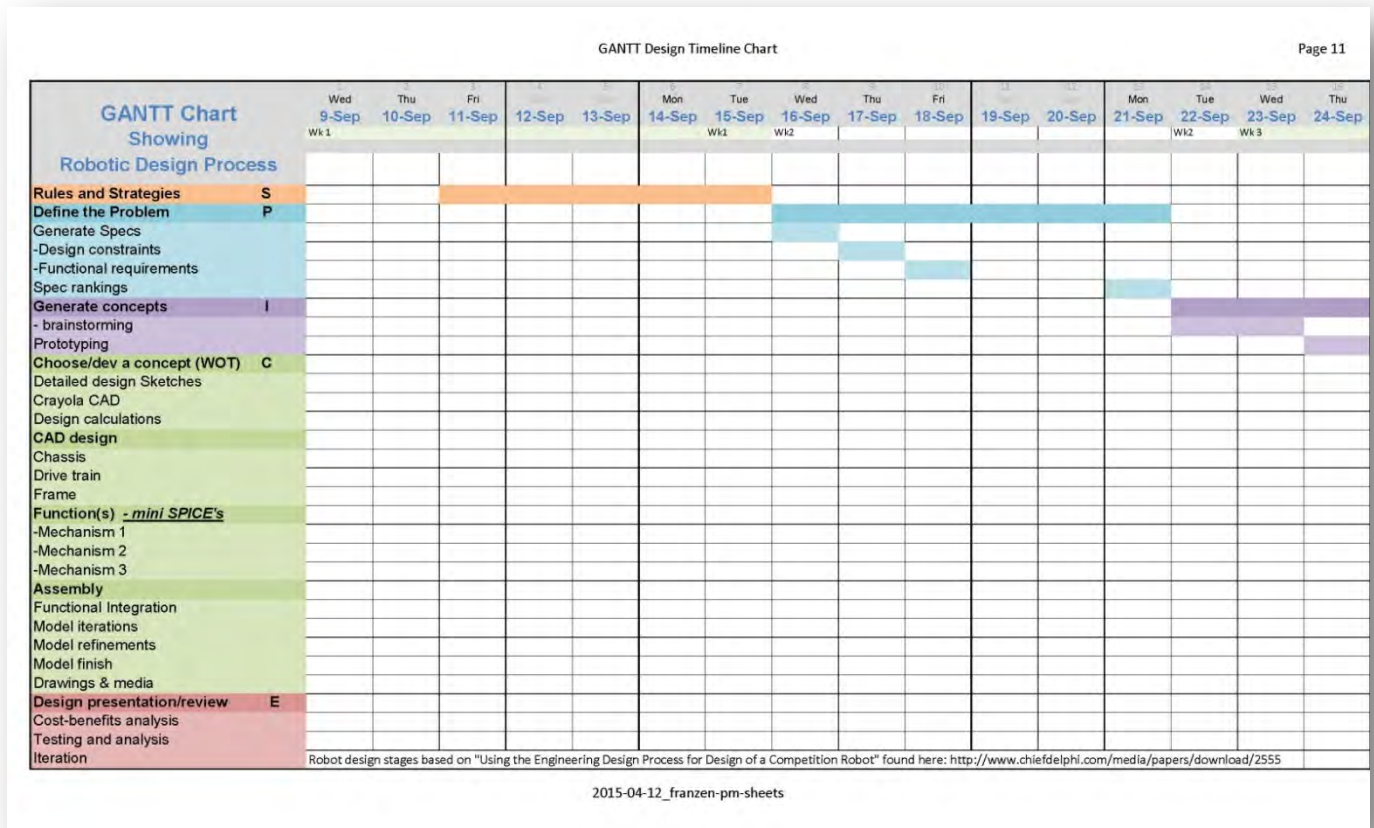 GANTT Design Timeline Chart
Page 11
GANTT Chart
Showing
Robotic Design Process
Wed Thu Fri Mon Tue Wed Thu Fri Mon Tue Wed Thu
9-Sep 10-Sep 11-Sep 12-Sep 13-Sep 14-Sep 15-Sep 16-Sep 17-Sep 18-Sep 19-Sep 20-Sep 21-Sep 22-Sep 23-Sep 24-Sep
Wk 1 Wk1 Wk2 Wk2 Wk 3
Rules and Strategies S
Define the Problem P
Generate Specs
-Design constraints
-Functional requirements
Spec rankings
Generate concepts I
- brainstorming
Prototyping
Choose/dev a concept (WOT) C
Detailed design Sketches
Crayola CAD
Design calculations
CAD design
Chassis
Drive train
Frame
Function(s) - mini SPICE's
-Mechanism 1
-Mechanism 2
-Mechanism 3
Assembly
Functional Integration
Model iterations
Model refinements
Model finish
Drawings & media
Design presentation/review E
Cost-benefits analysis
Testing and analysis
Iteration
Robot design stages based on "Using the Engineering Design Process for Design of a Competition Robot" found here: http://www.chiefdelphi.com/media/papers/download/2555
2015-04-12_franzen-pm-sheets